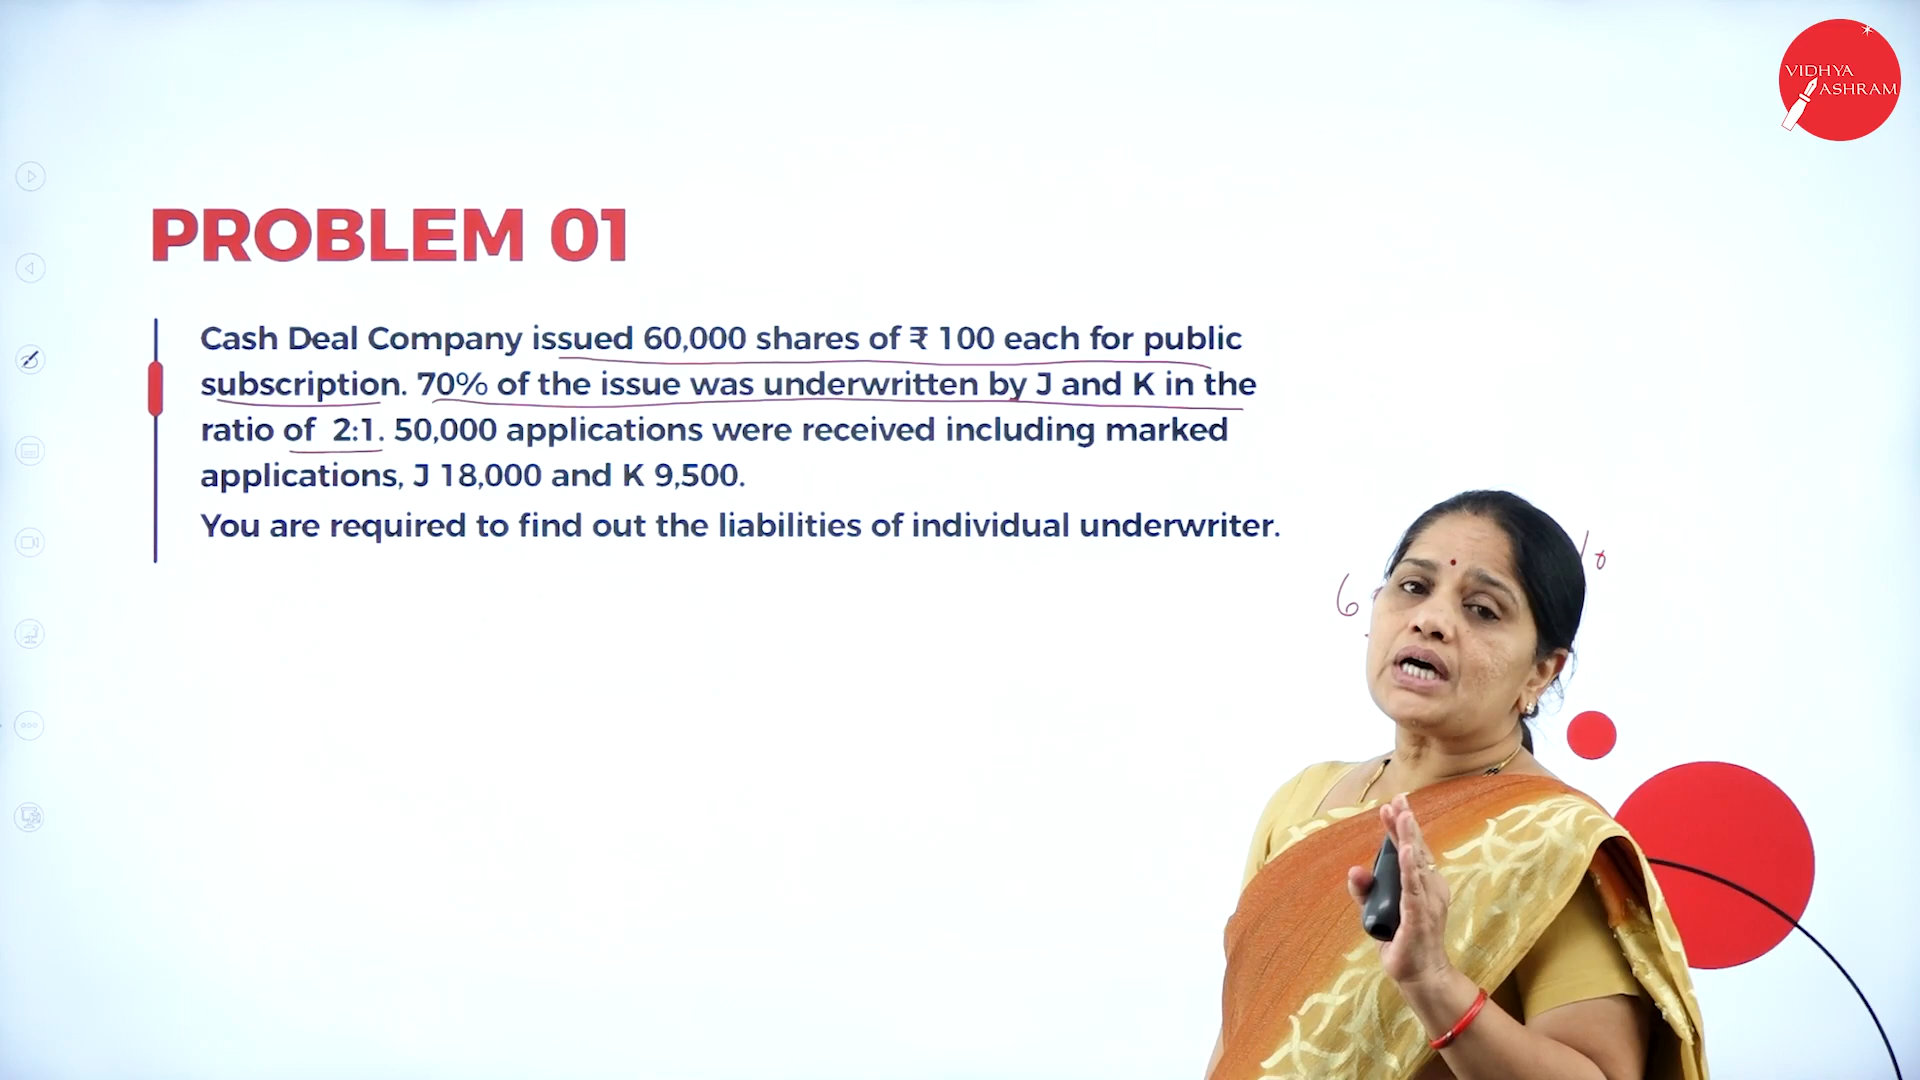 VIDHYA
ASHRAM
PROBLEM 01
Cash Deal Company issued 60,000 shares of ₹ 100 each for public
subscription. 70% of the issue was underwritten by J and K in the
ratio of 2:1. 50,000 applications were received including marked
applications, J 18,000 and K 9,500.
You are required to find out the liabilities of individual underwriter.
6